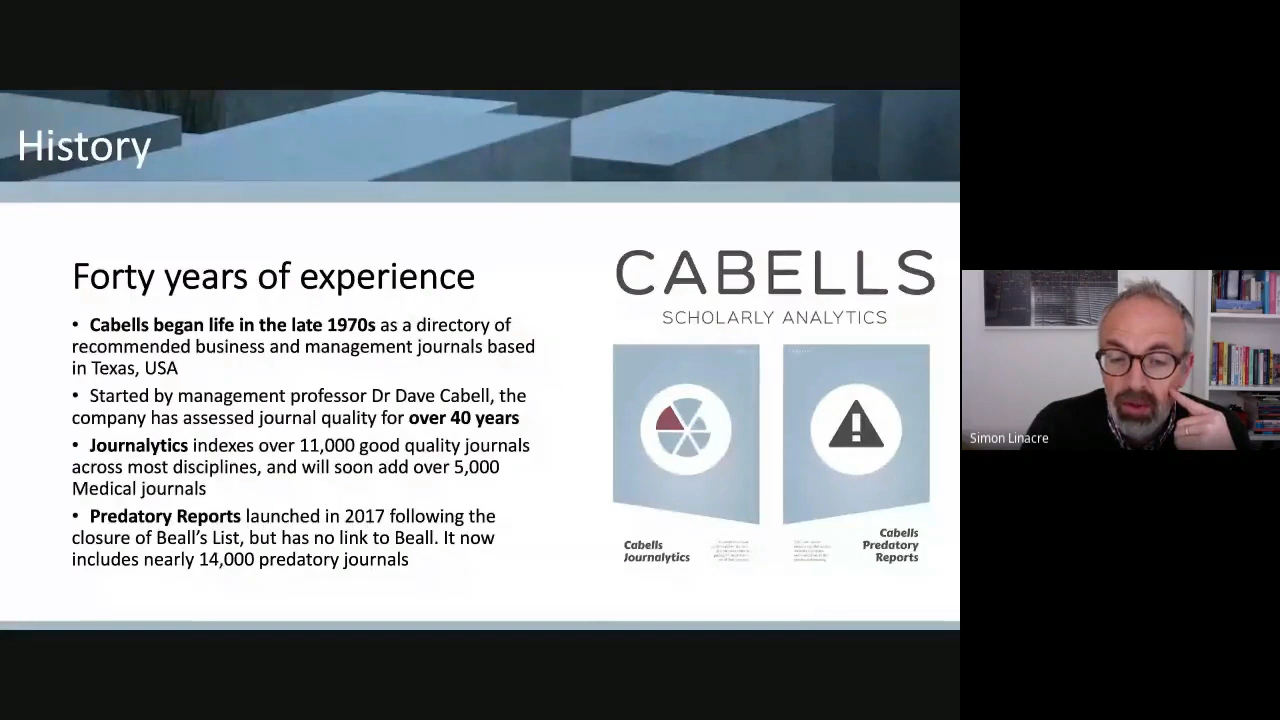 History
Forty years of experience
• Cabells began life in the late 1970s as a directory of
recommended business and management journals based
in Texas, USA
• Started by management professor Dr Dave Cabell, the
company has assessed journal quality for over 40 years
• Journalytics indexes over 11,000 good quality journals
across most disciplines, and will soon add over 5,000
Medical journals
• Predatory Reports launched in 2017 following the
closure of Beall's List, but has no link to Beall. It now
includes nearly 14,000 predatory journals
CABELLS
SCHOLARLY ANALYTICS
Cabells
Journalytics
Cabells
Predatory
Reports
Simon Linacre